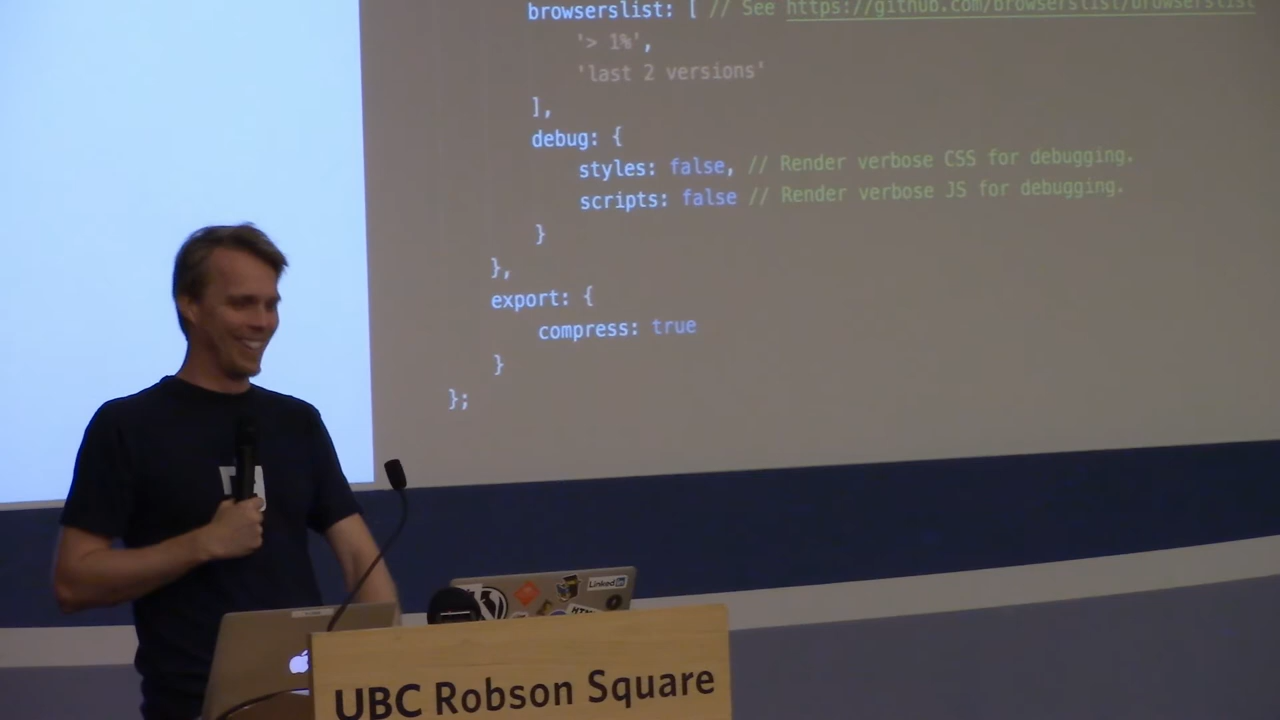 browserslist: [ // See https://github.com/browserslist/browserslist
'> 1%',
'last 2 versions'
],
debug: {
styles: false, // Render verbose CSS for debugging.
scripts: false // Render verbose JS for debugging.
}
},
export: {
compress: true
}
};
LinkedIn
UBC Robson Square